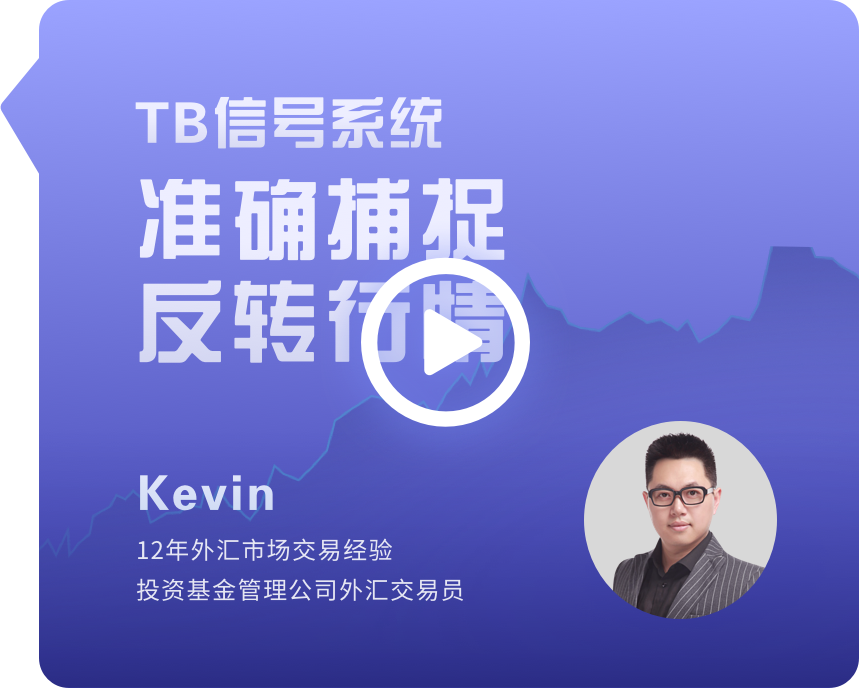 TB信号系统
准确捕捉
反转行情
Kevin
12年外汇市场交易经验
投资基金管理公司外汇交易员